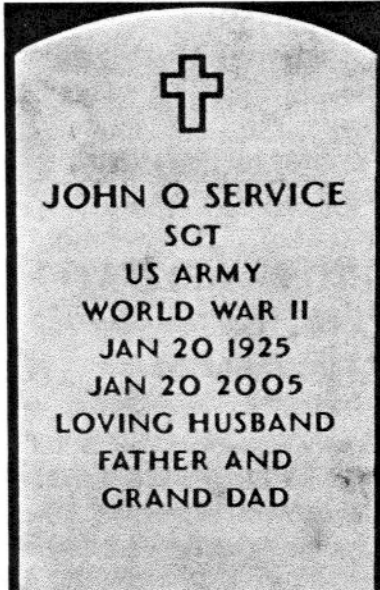 JOHN Q SERVICE
SGT
US ARMY
WORLD WAR II
JAN 20 1925
JAN 20 2005
LOVING HUSBAND
FATHER AND
GRAND DAD